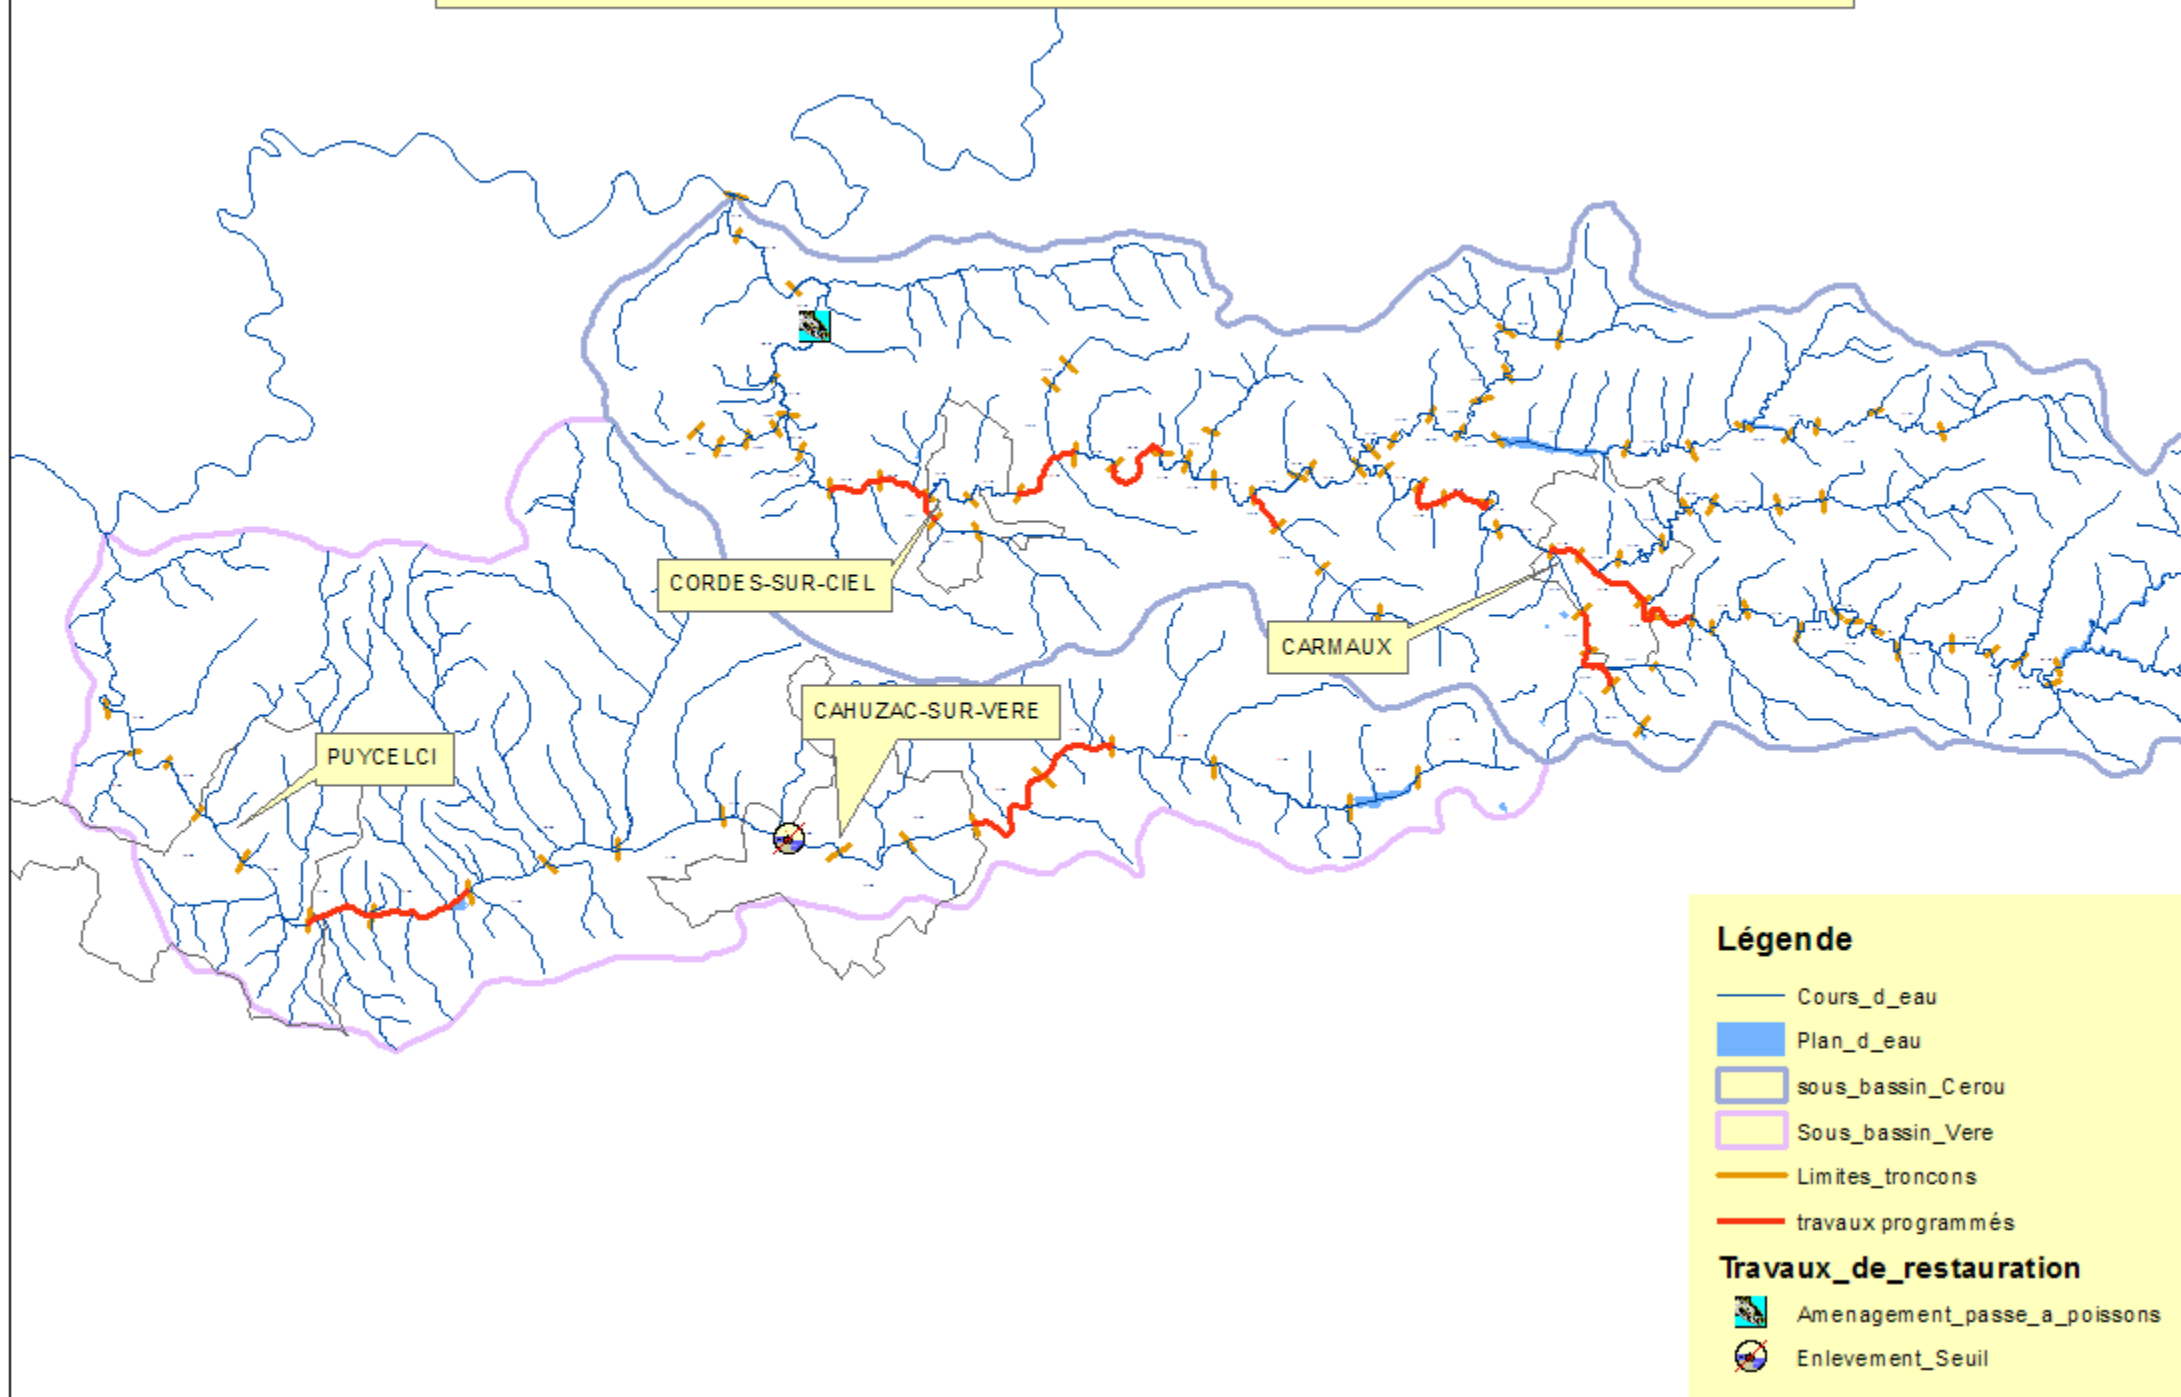 CORDES-SUR-CIEL
CARMAUX
CAHUZAC-SUR-VERE
PUYCELCI
Légende
Cours_d_eau
Plan_d_eau
sous_bassin_Cerou
Sous_bassin_Vere
Limites_troncons
travaux programmés
Travaux_de_restauration
Amenagement_passe_a_poissons
Enlevement_Seuil